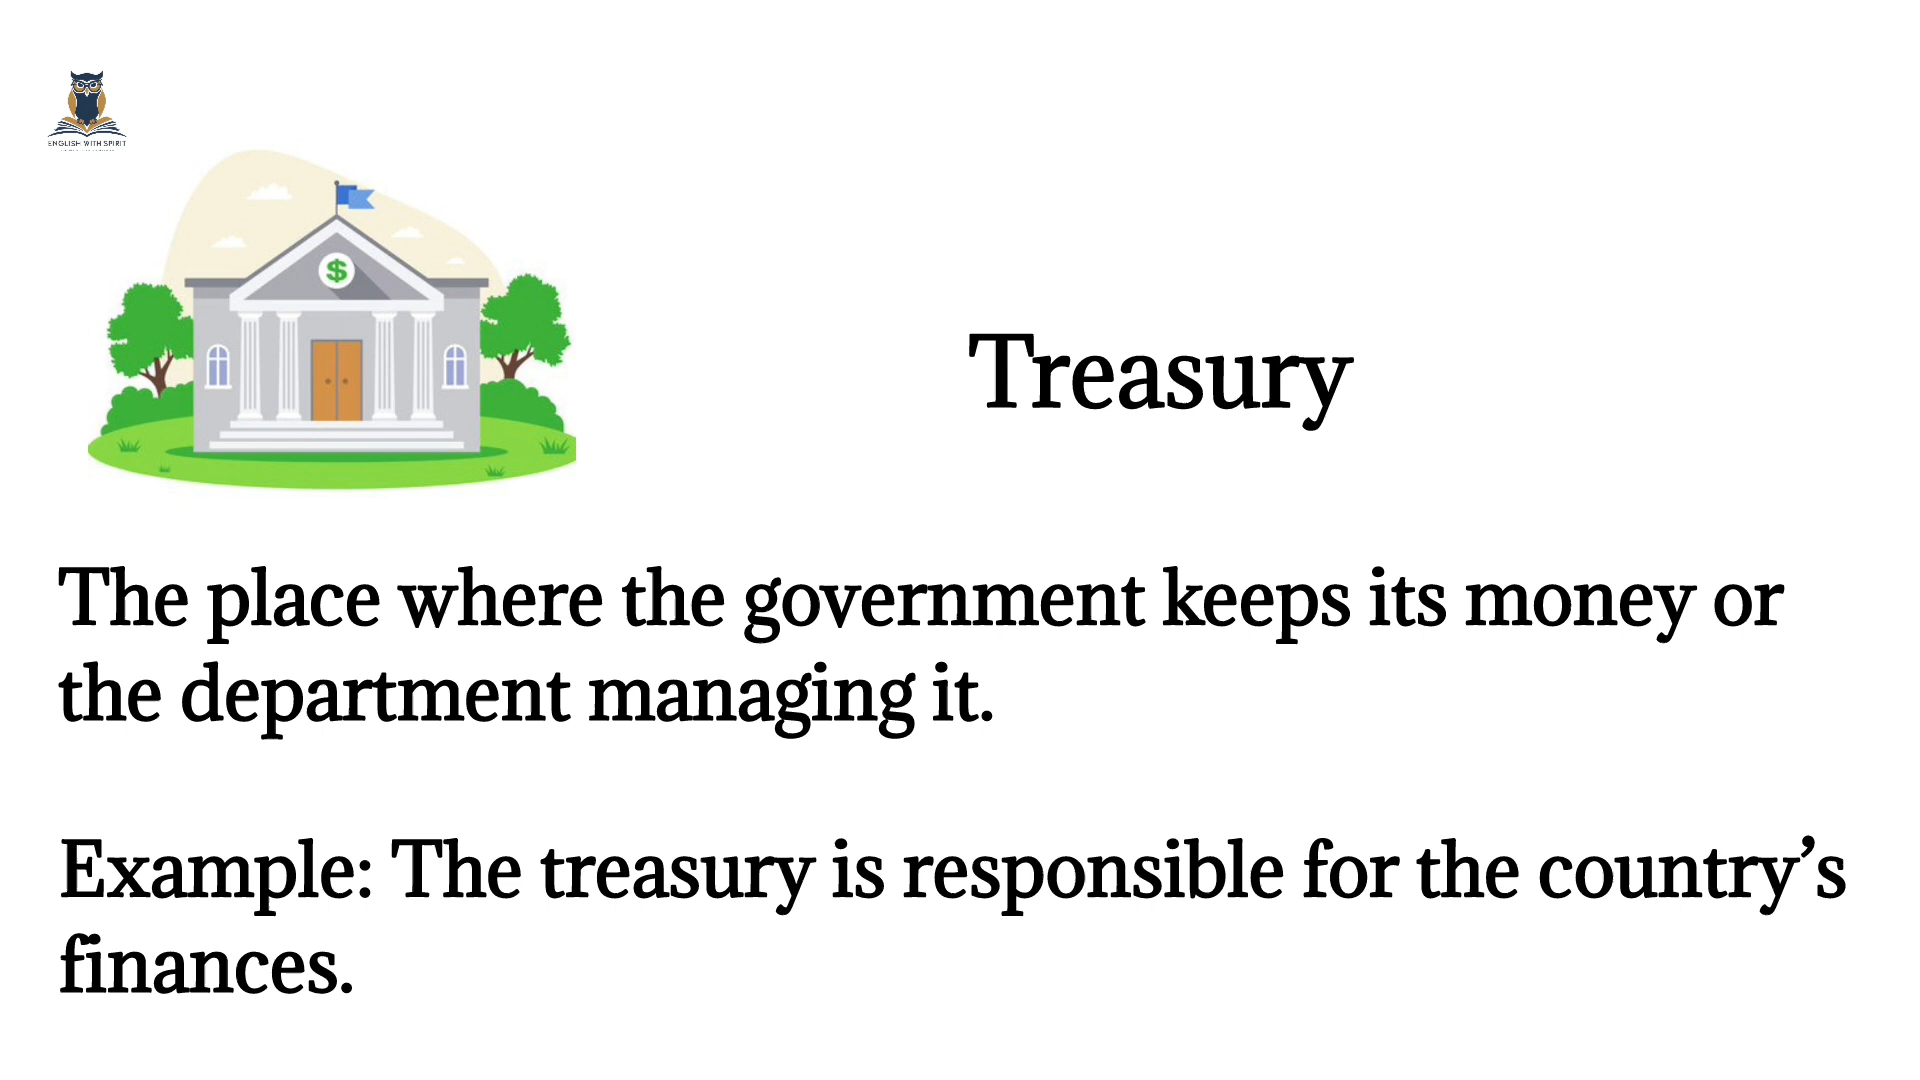 ENGLISH WITH SPIRIT
$
Treasury
The place where the government keeps its money or
the department managing it.
Example: The treasury is responsible for the country’s
finances.